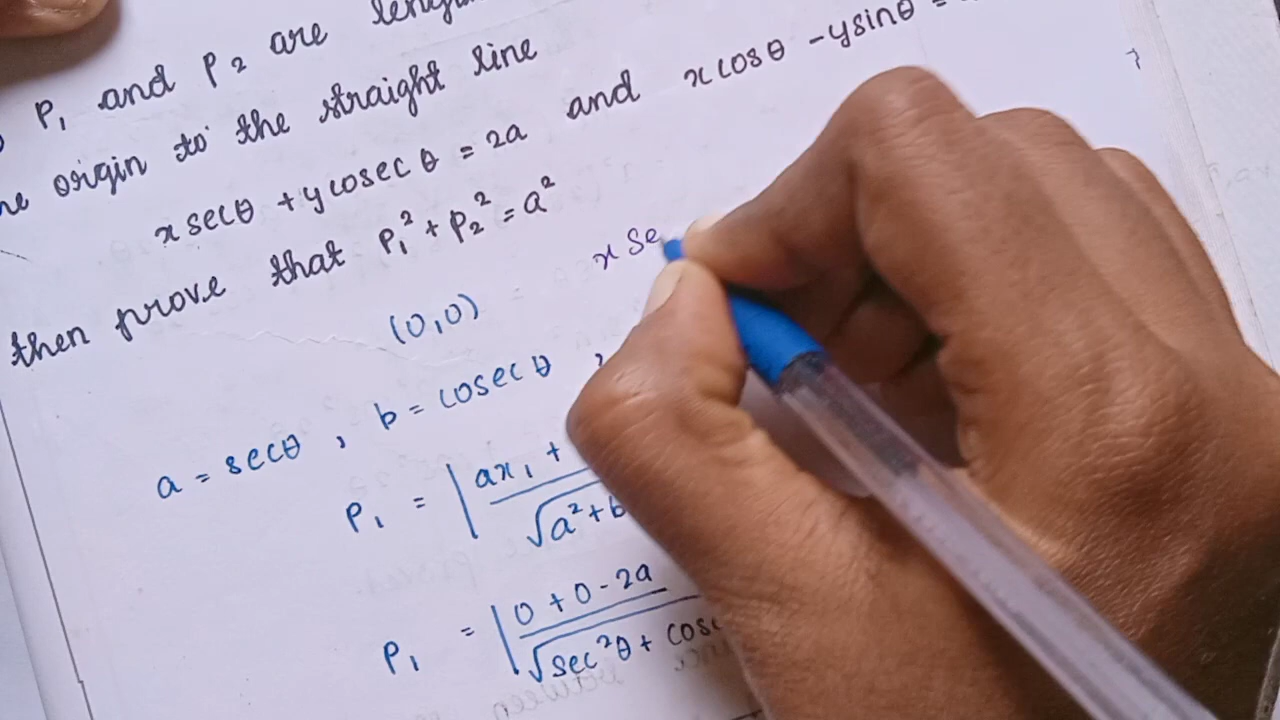 P₁ and P₂ are
origin to the straight line
x secθ + y cosec θ = 2a and x cosθ - y sinθ =
then prove that P₁² + P₂² = a²
(0,0) x Se
a = secθ , b = cosec θ ,
P₁ = |ax₁ +
√a² + b
P₁ = |0 + 0 - 2a
√sec²θ + cos